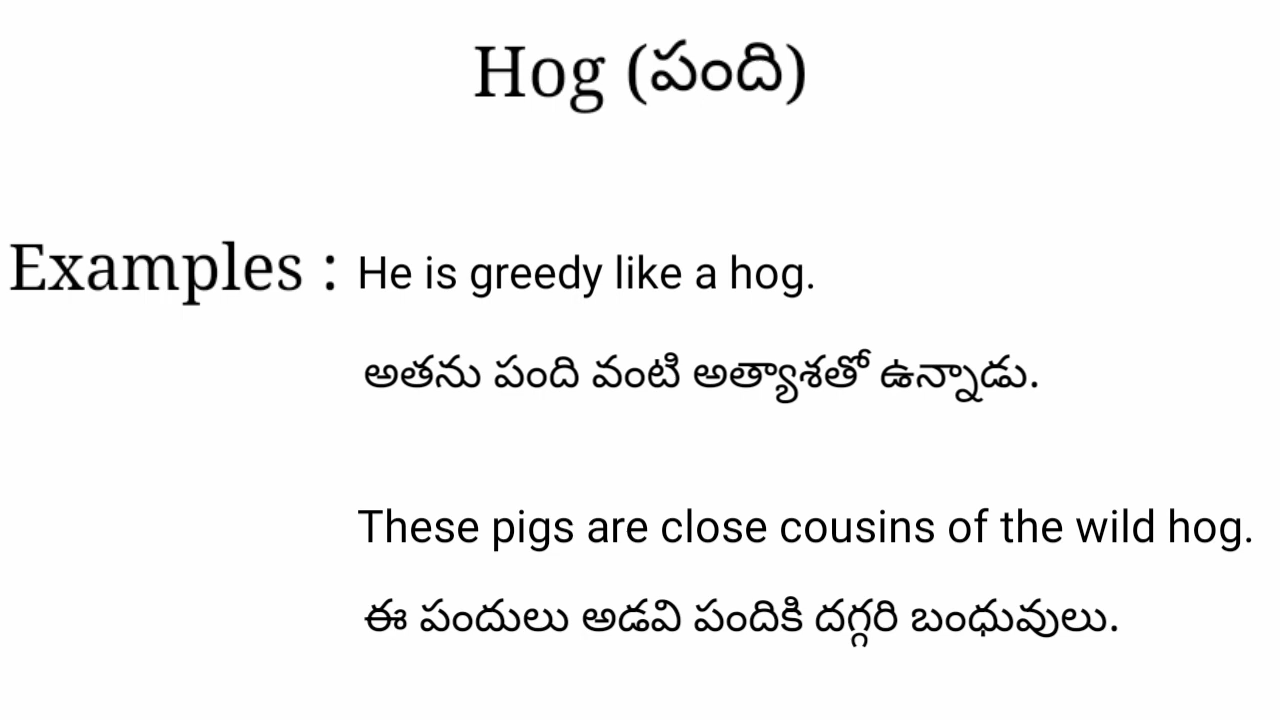 Hog (పంది)
Examples : He is greedy like a hog.
అతను పంది వంటి అత్యాశతో ఉన్నాడు.
These pigs are close cousins of the wild hog.
ఈ పందులు అడవి పందికి దగ్గరి బంధువులు.